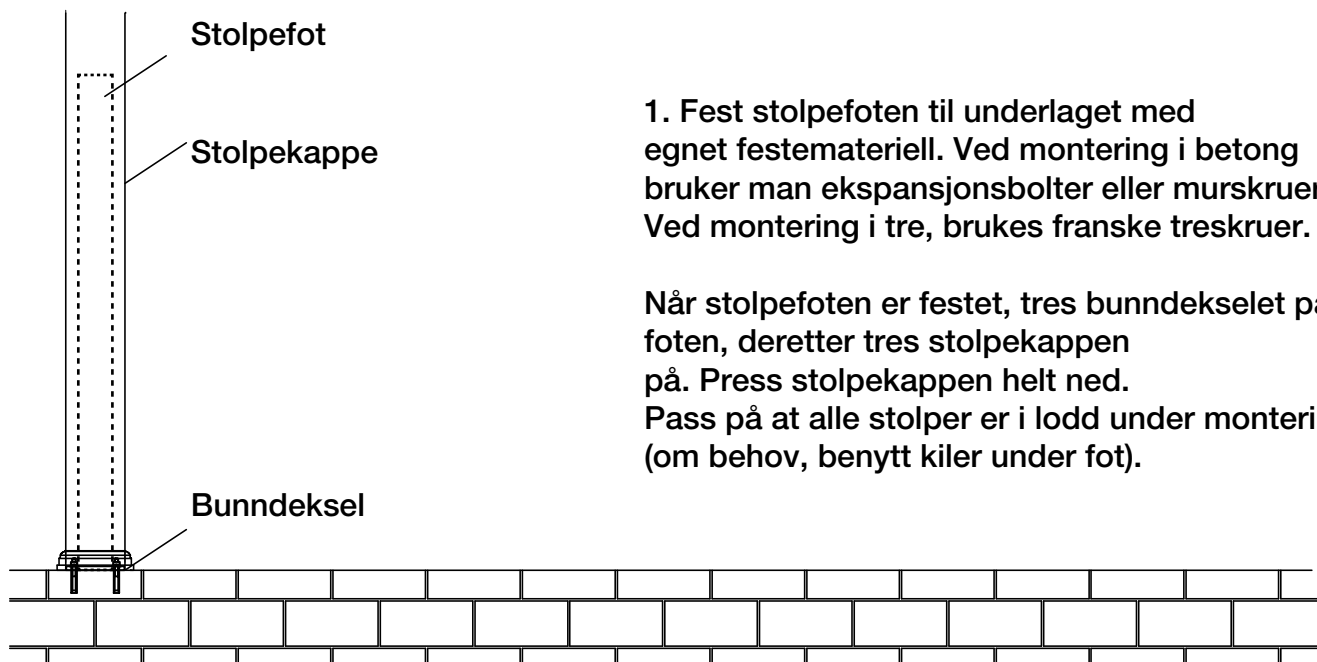 Stolpefot
Stolpekappe
Bunndeksel
1. Fest stolpefoten til underlaget med
egnet festemateriell. Ved montering i betong
bruker man ekspansjonsbolter eller murskruer
Ved montering i tre, brukes franske treskruer.
Når stolpefoten er festet, tres bunndekselet på
foten, deretter tres stolpekappen
på. Press stolpekappen helt ned.
Pass på at alle stolper er i lodd under monteri
(om behov, benytt kiler under fot).